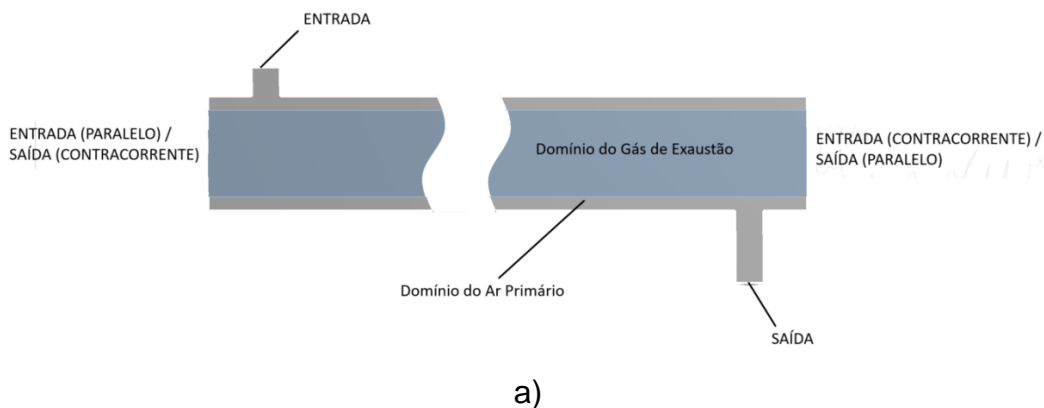 ENTRADA
ENTRADA (PARALELO) /
SAÍDA (CONTRACORRENTE)
Domínio do Gás de Exaustão
ENTRADA (CONTRACORRENTE) /
SAÍDA (PARALELO)
Domínio do Ar Primário
SAÍDA
a)